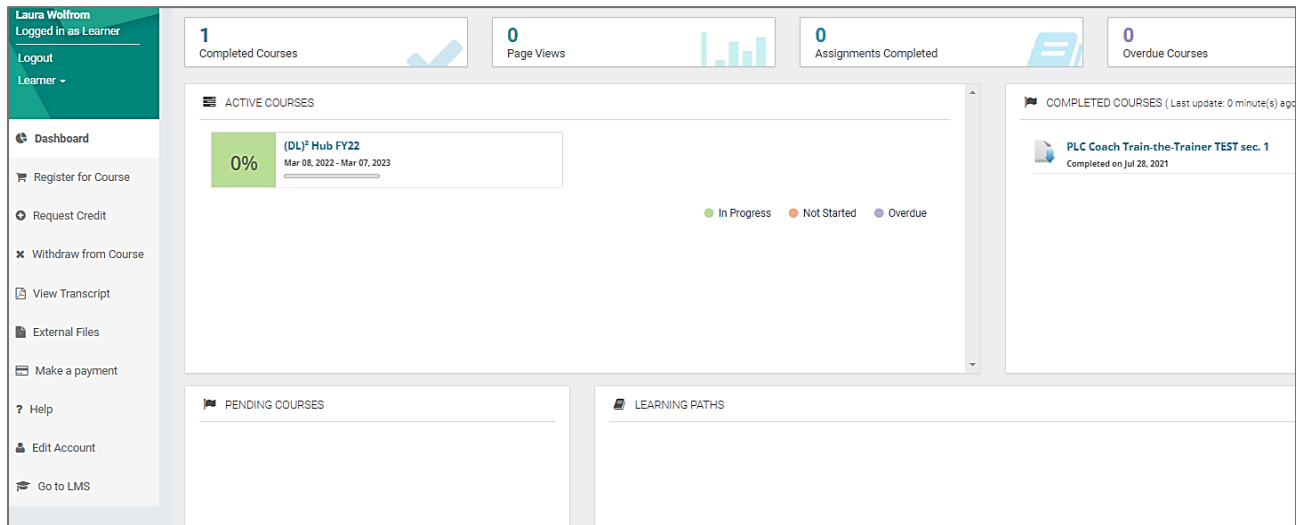 Laura Wolfrom
Logged in as Learner
Logout
Learner
Dashboard
Register for Course
Request Credit
Withdraw from Course
View Transcript
External Files
Make a payment
? Help
Edit Account
Go to LMS
1
Completed Courses
0
Page Views
0
Assignments Completed
0
Overdue Courses
ACTIVE COURSES
0%
(DL)² Hub FY22
Mar 08, 2022 - Mar 07, 2023
In Progress
Not Started
Overdue
COMPLETED COURSES ( Last update: 0 minute(s) ago
PLC Coach Train-the-Trainer TEST sec. 1
Completed on Jul 28, 2021
PENDING COURSES
LEARNING PATHS